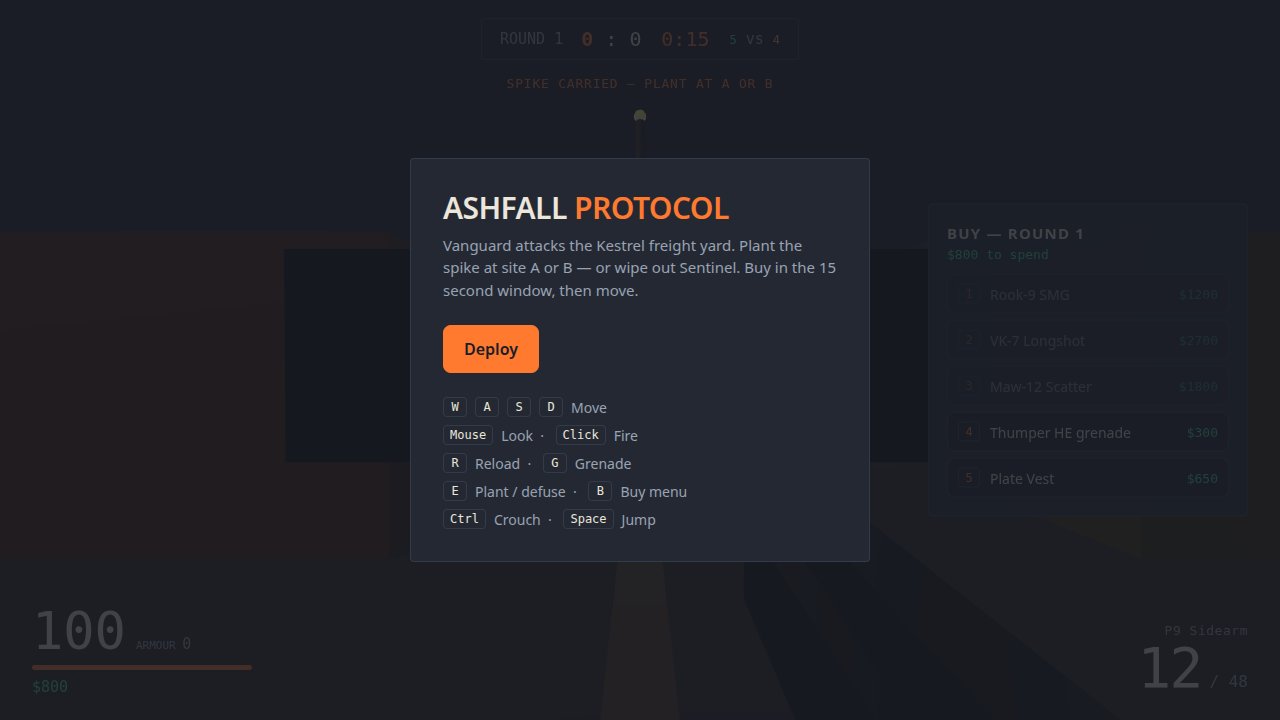 ROUND 1 0 : 0 0:15 5 VS 4
SPIKE CARRIED — PLANT AT A OR B
ASHFALL PROTOCOL
Vanguard attacks the Kestrel freight yard. Plant the
spike at site A or B — or wipe out Sentinel. Buy in the 15
second window, then move.
Deploy
W A S D Move
Mouse Look · Click Fire
R Reload · G Grenade
E Plant / defuse · B Buy menu
Ctrl Crouch · Space Jump
BUY — ROUND 1
$800 to spend
1 Rook-9 SMG $1200
2 VK-7 Longshot $2700
3 Maw-12 Scatter $1800
4 Thumper HE grenade $300
5 Plate Vest $650
100 ARMOUR 0
$800
P9 Sidearm
12 / 48